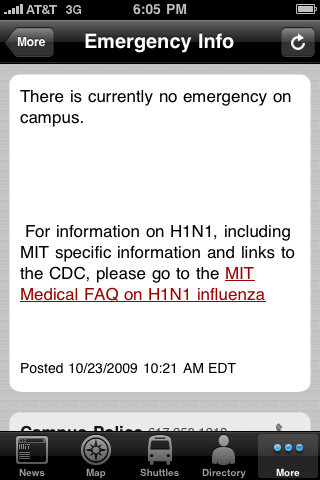 AT&T 3G 6:05 PM
More Emergency Info
There is currently no emergency on
campus.
For information on H1N1, including
MIT specific information and links to
the CDC, please go to the MIT
Medical FAQ on H1N1 influenza
Posted 10/23/2009 10:21 AM EDT
Campus Police
News Map Shuttles Directory More